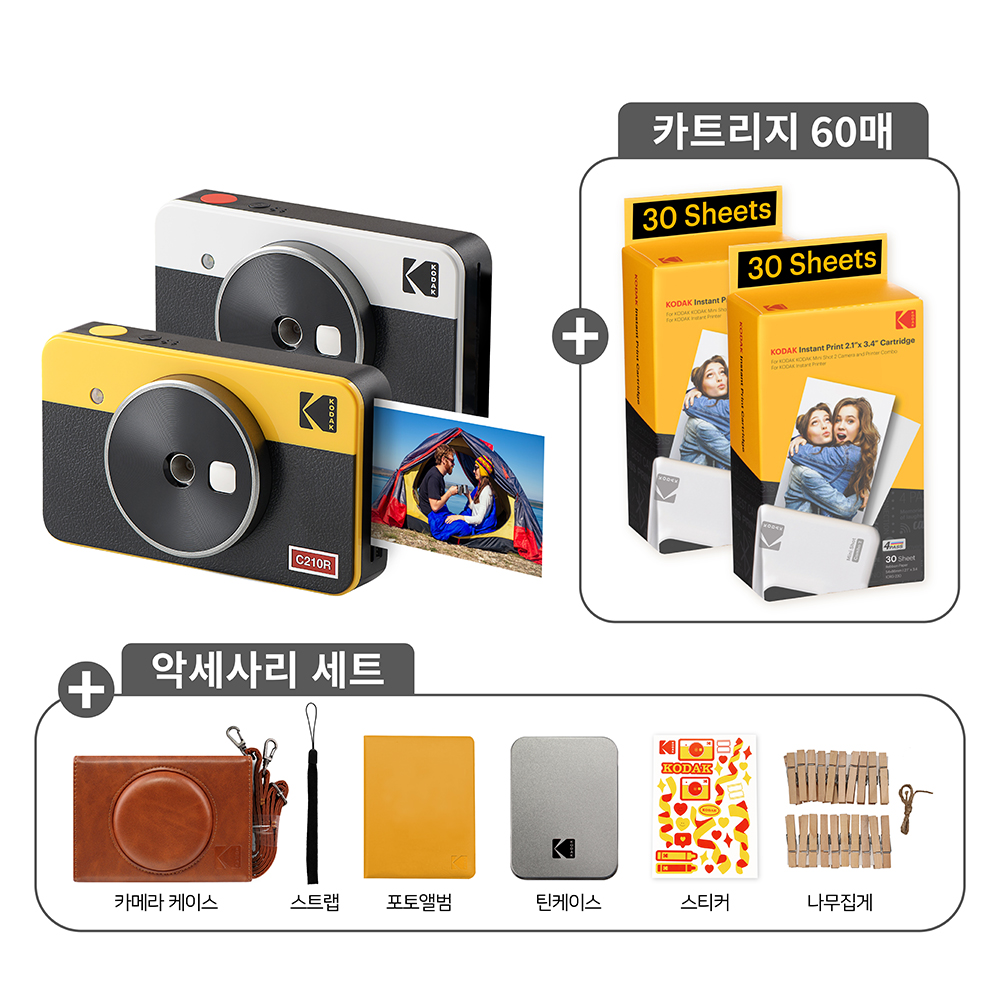 카트리지 60매
30 Sheets
30 Sheets
KODAK Instant Print
KODAK Instant Print 2.1"x 3.4" Cartridge
For KODAK KODAK Mini Shot 2 Camera and Printer Combo
For KODAK Instant Printer
KODAK Instant Print Cartridge
30 Sheet
KODAK
KODAK
C210R
악세사리 세트
KODAK
KODAK
카메라 케이스
스트랩
포토앨범
틴케이스
스티커
나무집게